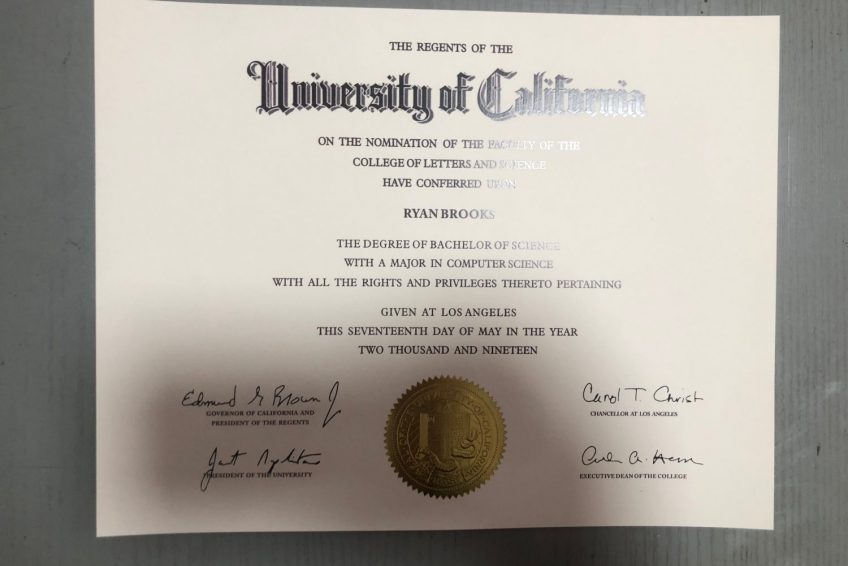 THE REGENTS OF THE
University of California
ON THE NOMINATION OF THE FACULTY OF THE
COLLEGE OF LETTERS AND SCIENCE
HAVE CONFERRED UPON
RYAN BROOKS
THE DEGREE OF BACHELOR OF SCIENCE
WITH A MAJOR IN COMPUTER SCIENCE
WITH ALL THE RIGHTS AND PRIVILEGES THERETO PERTAINING
GIVEN AT LOS ANGELES
THIS SEVENTEENTH DAY OF MAY IN THE YEAR
TWO THOUSAND AND NINETEEN
Edmund G Brown Jr
GOVERNOR OF CALIFORNIA AND
PRESIDENT OF THE REGENTS
Carol T. Christ
CHANCELLOR AT LOS ANGELES
PRESIDENT OF THE UNIVERSITY
EXECUTIVE DEAN OF THE COLLEGE